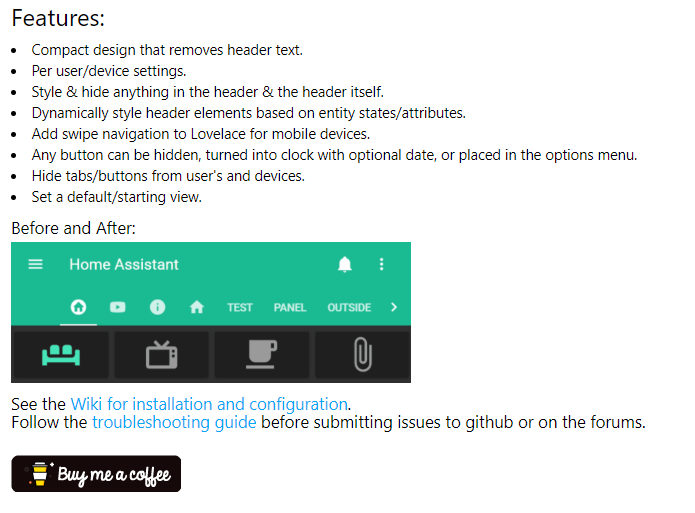 Features:
• Compact design that removes header text.
• Per user/device settings.
• Style & hide anything in the header & the header itself.
• Dynamically style header elements based on entity states/attributes.
• Add swipe navigation to Lovelace for mobile devices.
• Any button can be hidden, turned into clock with optional date, or placed in the options menu.
• Hide tabs/buttons from user's and devices.
• Set a default/starting view.
Before and After:
Home Assistant
TEST PANEL OUTSIDE
See the Wiki for installation and configuration.
Follow the troubleshooting guide before submitting issues to github or on the forums.
Buy me a coffee